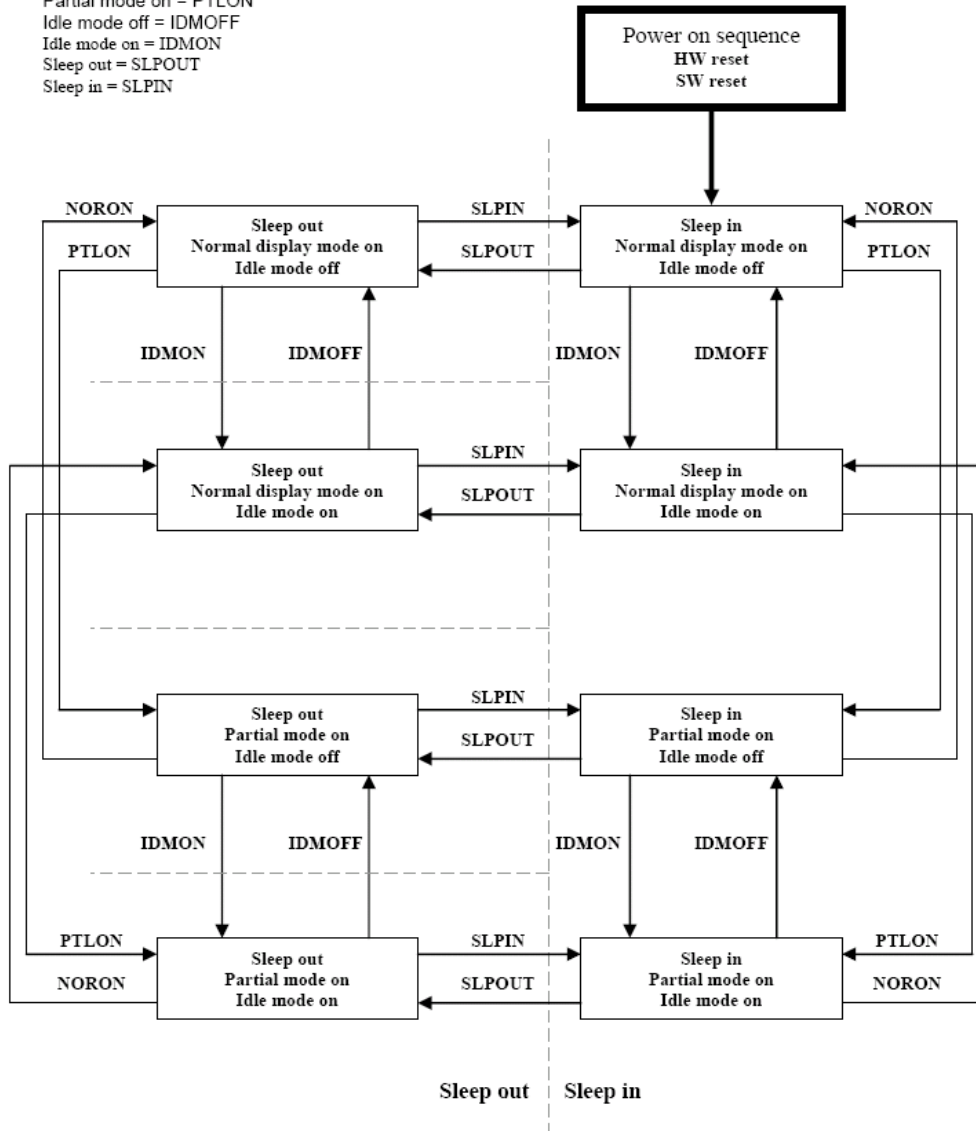 Partial mode on = PTLON
Idle mode off = IDMOFF
Idle mode on = IDMON
Sleep out = SLPOUT
Sleep in = SLPIN
Power on sequence
HW reset
SW reset
NORON
PTLON
Sleep out
Normal display mode on
Idle mode off
SLPIN
SLPOUT
Sleep in
Normal display mode on
Idle mode off
NORON
PTLON
IDMON
IDMOFF
IDMON
IDMOFF
Sleep out
Normal display mode on
Idle mode on
SLPIN
SLPOUT
Sleep in
Normal display mode on
Idle mode on
Sleep out
Partial mode on
Idle mode off
SLPIN
SLPOUT
Sleep in
Partial mode on
Idle mode off
IDMON
IDMOFF
IDMON
IDMOFF
PTLON
NORON
Sleep out
Partial mode on
Idle mode on
SLPIN
SLPOUT
Sleep in
Partial mode on
Idle mode on
PTLON
NORON
Sleep out
Sleep in